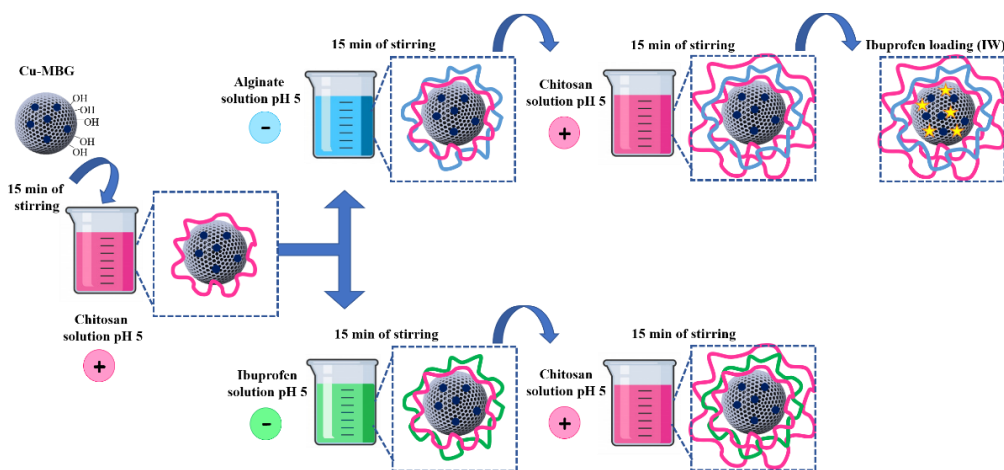 Cu-MBG
OH
OH
OH
OH
OH
15 min of
stirring
Chitosan
solution pH 5
+
15 min of stirring
Alginate
solution pH 5
-
15 min of stirring
Chitosan
solution pH 5
+
Ibuprofen loading (IW)
15 min of stirring
Ibuprofen
solution pH 5
-
15 min of stirring
Chitosan
solution pH 5
+